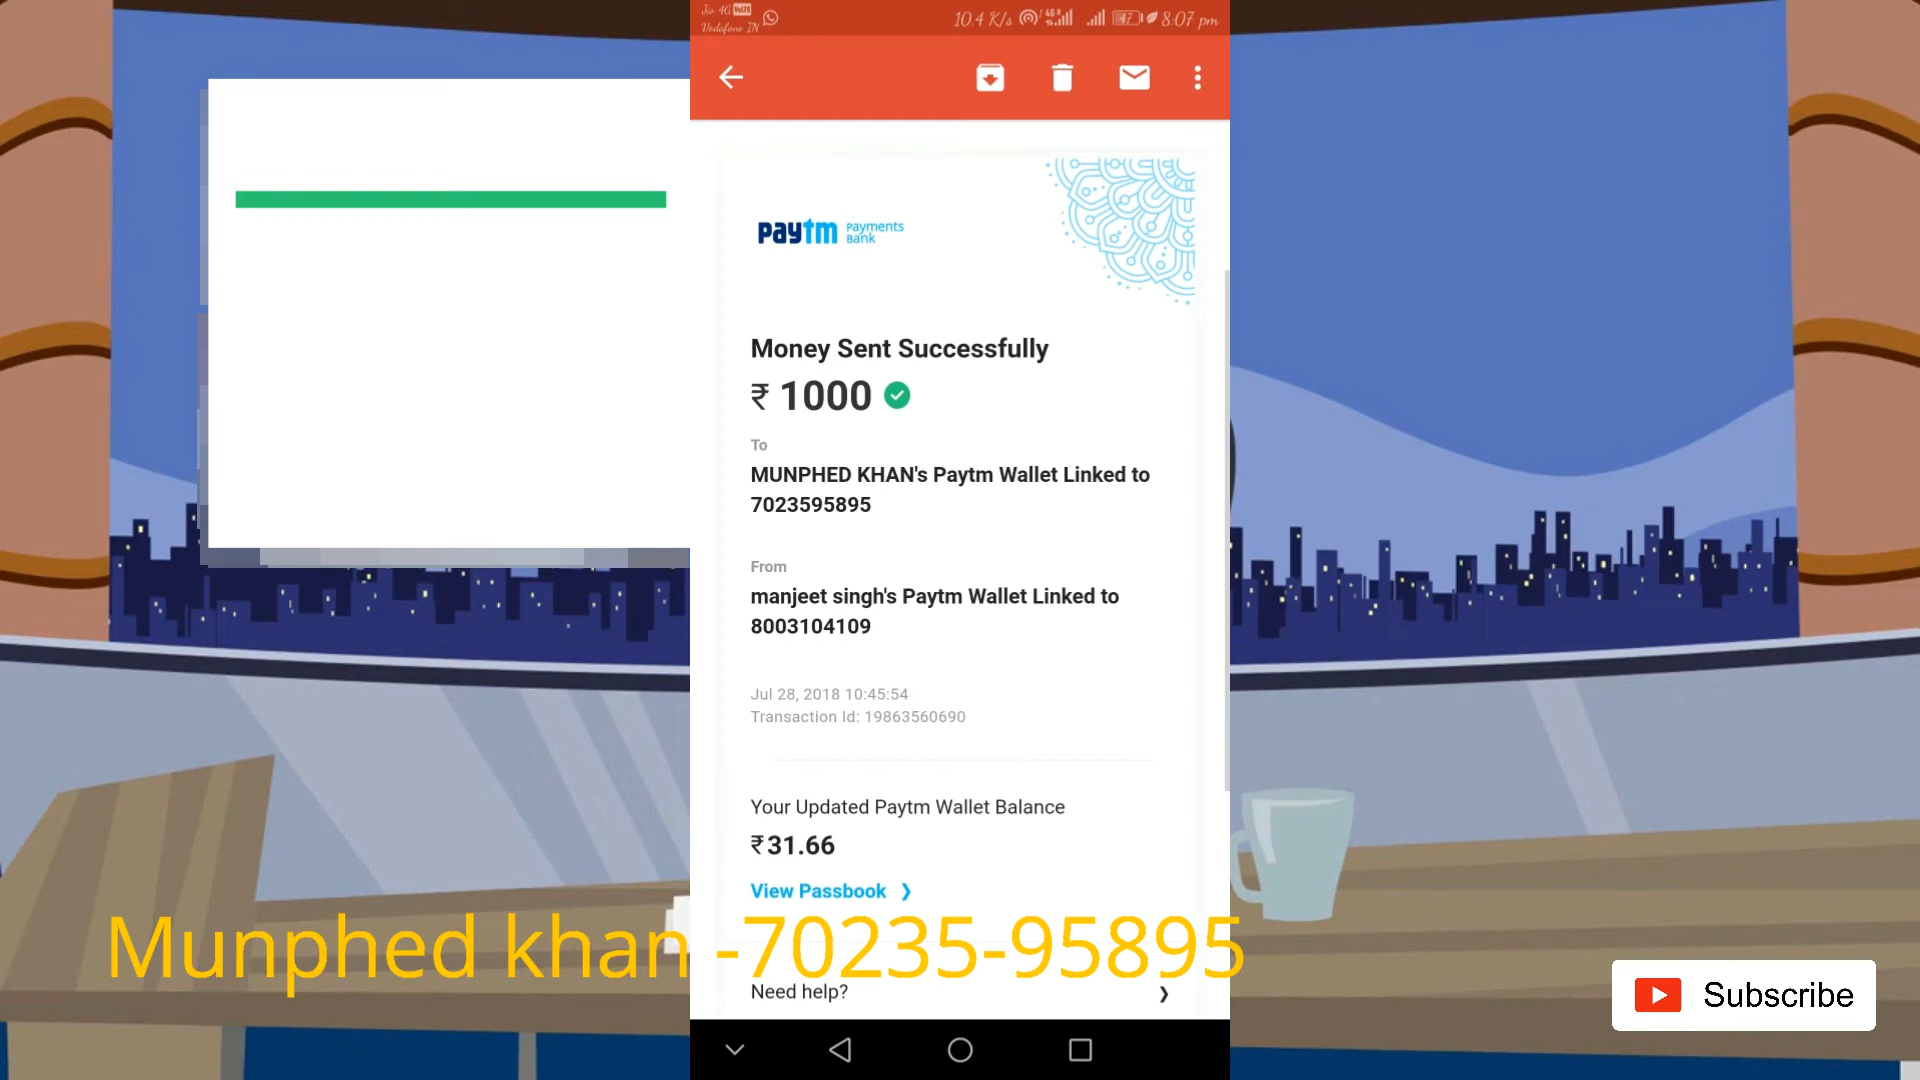 Jio 4G VoLTE
Vodafone IN
10.4 K/s 4G 47 8:07 pm
paytm Payments Bank
Money Sent Successfully
₹ 1000
To
MUNPHED KHAN's Paytm Wallet Linked to
7023595895
From
manjeet singh's Paytm Wallet Linked to
8003104109
Jul 28, 2018 10:45:54
Transaction Id: 19863560690
Your Updated Paytm Wallet Balance
₹31.66
View Passbook ❯
Munphed khan -70235-95895
Need help? ❯
Subscribe